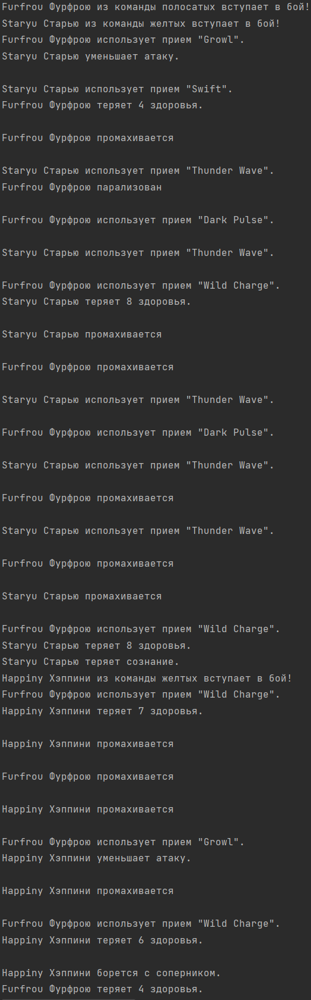 Furfrou Фурфрою из команды полосатых вступает в бой!
Staryu Старью из команды желтых вступает в бой!
Furfrou Фурфрою использует прием "Growl".
Staryu Старью уменьшает атаку.
Staryu Старью использует прием "Swift".
Furfrou Фурфрою теряет 4 здоровья.
Furfrou Фурфрою промахивается
Staryu Старью использует прием "Thunder Wave".
Furfrou Фурфрою парализован
Furfrou Фурфрою использует прием "Dark Pulse".
Staryu Старью использует прием "Thunder Wave".
Furfrou Фурфрою использует прием "Wild Charge".
Staryu Старью теряет 8 здоровья.
Staryu Старью промахивается
Furfrou Фурфрою промахивается
Staryu Старью использует прием "Thunder Wave".
Furfrou Фурфрою использует прием "Dark Pulse".
Staryu Старью использует прием "Thunder Wave".
Furfrou Фурфрою промахивается
Staryu Старью использует прием "Thunder Wave".
Furfrou Фурфрою промахивается
Staryu Старью промахивается
Furfrou Фурфрою использует прием "Wild Charge".
Staryu Старью теряет 8 здоровья.
Staryu Старью теряет сознание.
Happiny Хэппини из команды желтых вступает в бой!
Furfrou Фурфрою использует прием "Wild Charge".
Happiny Хэппини теряет 7 здоровья.
Happiny Хэппини промахивается
Furfrou Фурфрою промахивается
Happiny Хэппини промахивается
Furfrou Фурфрою использует прием "Growl".
Happiny Хэппини уменьшает атаку.
Happiny Хэппини промахивается
Furfrou Фурфрою использует прием "Wild Charge".
Happiny Хэппини теряет 6 здоровья.
Happiny Хэппини борется с соперником.
Furfrou Фурфрою теряет 4 здоровья.